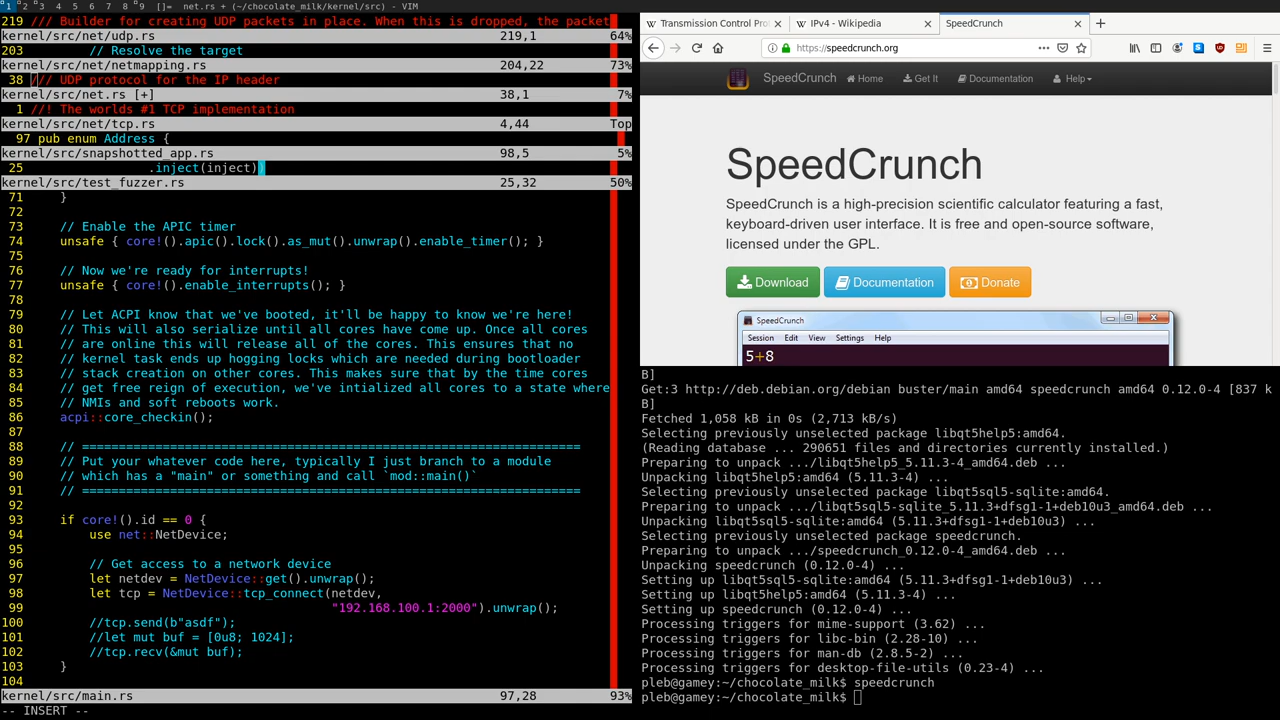 1 2 3 4 5 6 7 8 9 []= net.rs + (~/chocolate_milk/kernel/src) - VIM
219 /// Builder for creating UDP packets in place. When this is dropped, the packet
kernel/src/net/udp.rs 219,1 64%
203 // Resolve the target
kernel/src/net/netmapping.rs 204,22 73%
38 /// UDP protocol for the IP header
kernel/src/net.rs [+] 38,1 7%
1 //! The worlds #1 TCP implementation
kernel/src/net/tcp.rs 4,44 Top
97 pub enum Address {
kernel/src/snapshotted_app.rs 98,5 5%
25 .inject(inject)}
kernel/src/test_fuzzer.rs 25,32 50%
71 }
72
73 // Enable the APIC timer
74 unsafe { core!().apic().lock().as_mut().unwrap().enable_timer(); }
75
76 // Now we're ready for interrupts!
77 unsafe { core!().enable_interrupts(); }
78
79 // Let ACPI know that we've booted, it'll be happy to know we're here!
80 // This will also serialize until all cores have come up. Once all cores
81 // are online this will release all of the cores. This ensures that no
82 // kernel task ends up hogging locks which are needed during bootloader
83 // stack creation on other cores. This makes sure that by the time cores
84 // get free reign of execution, we've intialized all cores to a state where
85 // NMIs and soft reboots work.
86 acpi::core_checkin();
87
88 // ====================================================================
89 // Put your whatever code here, typically I just branch to a module
90 // which has a "main" or something and call `mod::main()`
91 // ====================================================================
92
93 if core!().id == 0 {
94 use net::NetDevice;
95
96 // Get access to a network device
97 let netdev = NetDevice::get().unwrap();
98 let tcp = NetDevice::tcp_connect(netdev,
99 "192.168.100.1:2000").unwrap();
100 //tcp.send(b"asdf");
101 //let mut buf = [0u8; 1024];
102 //tcp.recv(&mut buf);
103 }
104
kernel/src/main.rs 97,28 93%
-- INSERT --
Transmission Control Pro
IPv4 - Wikipedia
SpeedCrunch
https://speedcrunch.org
SpeedCrunch Home Get It Documentation Help
SpeedCrunch
SpeedCrunch is a high-precision scientific calculator featuring a fast,
keyboard-driven user interface. It is free and open-source software,
licensed under the GPL.
Download Documentation Donate
SpeedCrunch
Session Edit View Settings Help
5+8
B]
Get:3 http://deb.debian.org/debian buster/main amd64 speedcrunch amd64 0.12.0-4 [837 k
B]
Fetched 1,058 kB in 0s (2,713 kB/s)
Selecting previously unselected package libqt5help5:amd64.
(Reading database ... 290651 files and directories currently installed.)
Preparing to unpack .../libqt5help5_5.11.3-4_amd64.deb ...
Unpacking libqt5help5:amd64 (5.11.3-4) ...
Selecting previously unselected package libqt5sql5-sqlite:amd64.
Preparing to unpack .../libqt5sql5-sqlite_5.11.3+dfsg1-1+deb10u3_amd64.deb ...
Unpacking libqt5sql5-sqlite:amd64 (5.11.3+dfsg1-1+deb10u3) ...
Selecting previously unselected package speedcrunch.
Preparing to unpack .../speedcrunch_0.12.0-4_amd64.deb ...
Unpacking speedcrunch (0.12.0-4) ...
Setting up libqt5sql5-sqlite:amd64 (5.11.3+dfsg1-1+deb10u3) ...
Setting up libqt5help5:amd64 (5.11.3-4) ...
Setting up speedcrunch (0.12.0-4) ...
Processing triggers for mime-support (3.62) ...
Processing triggers for libc-bin (2.28-10) ...
Processing triggers for man-db (2.8.5-2) ...
Processing triggers for desktop-file-utils (0.23-4) ...
pleb@gamey:~/chocolate_milk$ speedcrunch
pleb@gamey:~/chocolate_milk$